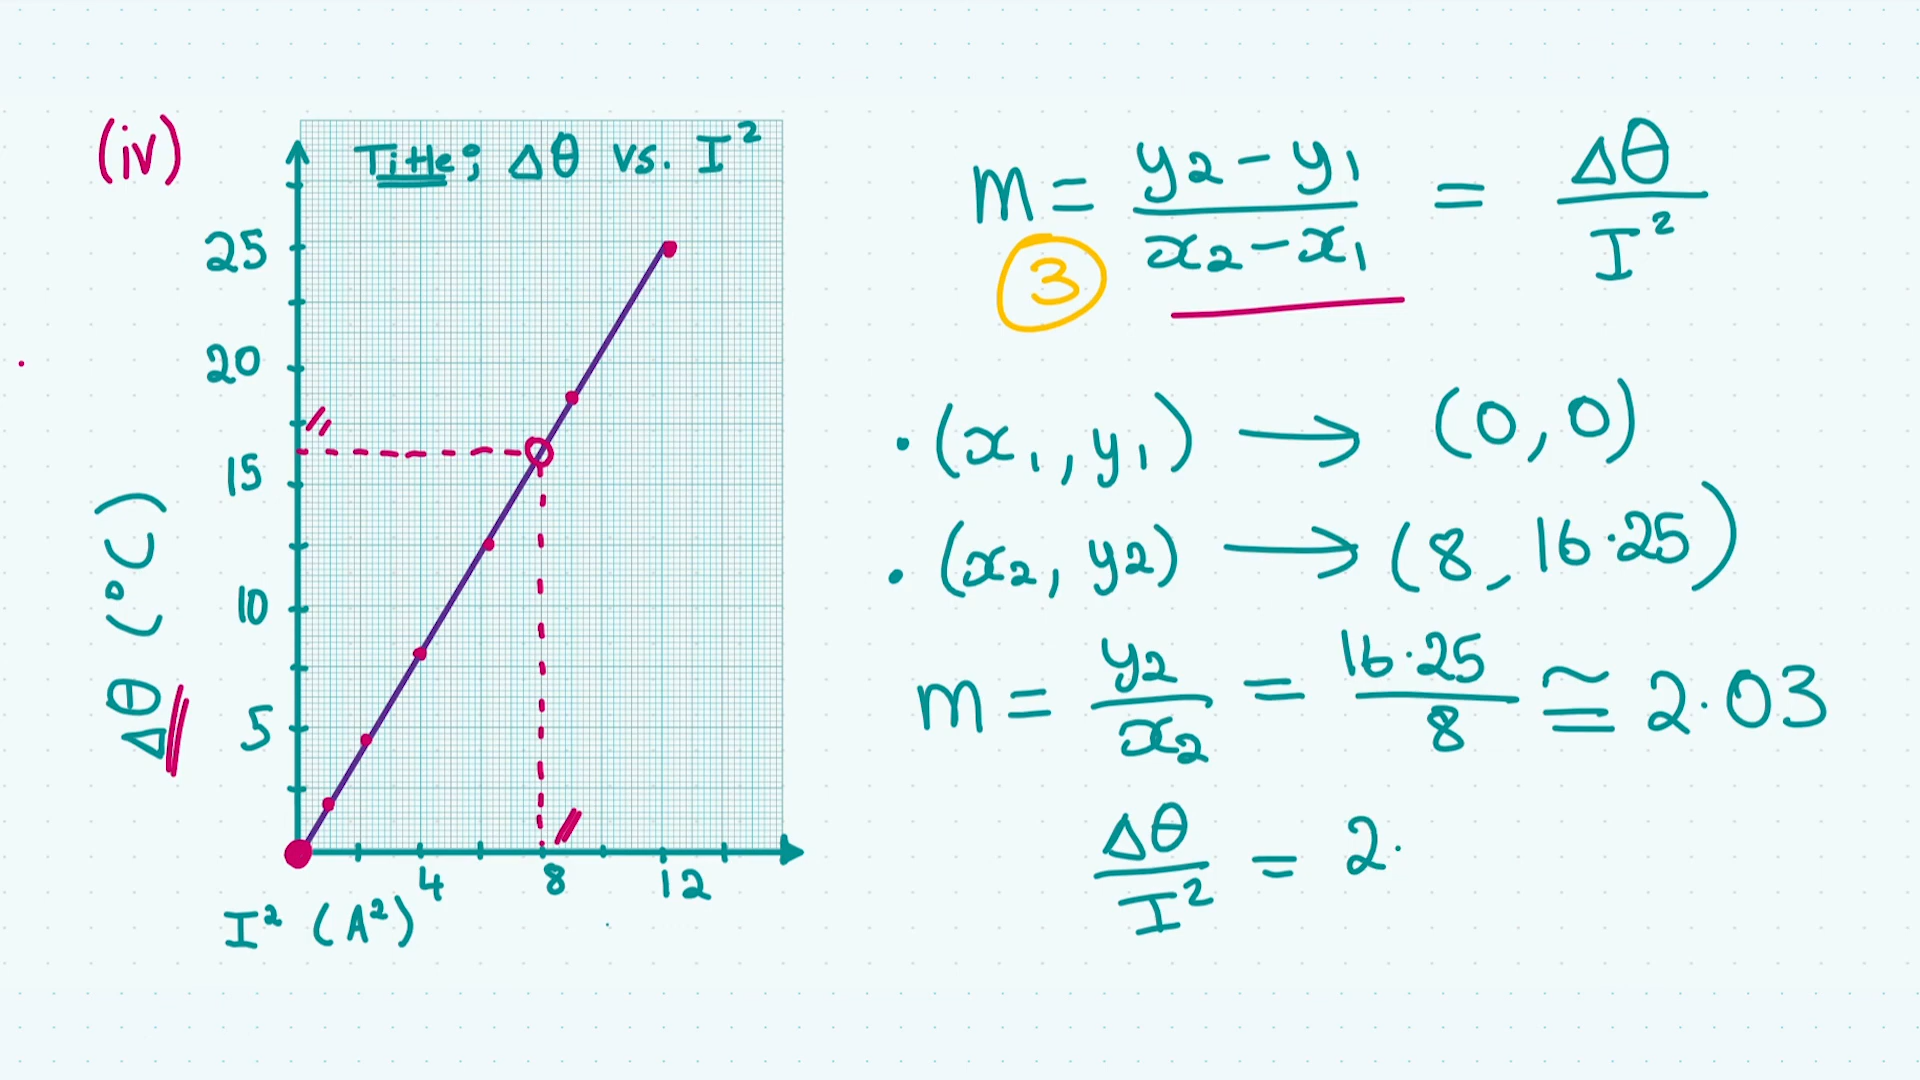 (iv)
Title; Δθ vs. I²
25
20
15
10
5
Δθ (°C)
4 8 12
I² (A²)
m = y2 - y1 / x2 - x1 = Δθ / I²
3
• (x1, y1) → (0, 0)
• (x2, y2) → (8, 16·25)
m = y2 / x2 = 16·25 / 8 ≅ 2·03
Δθ / I² = 2·